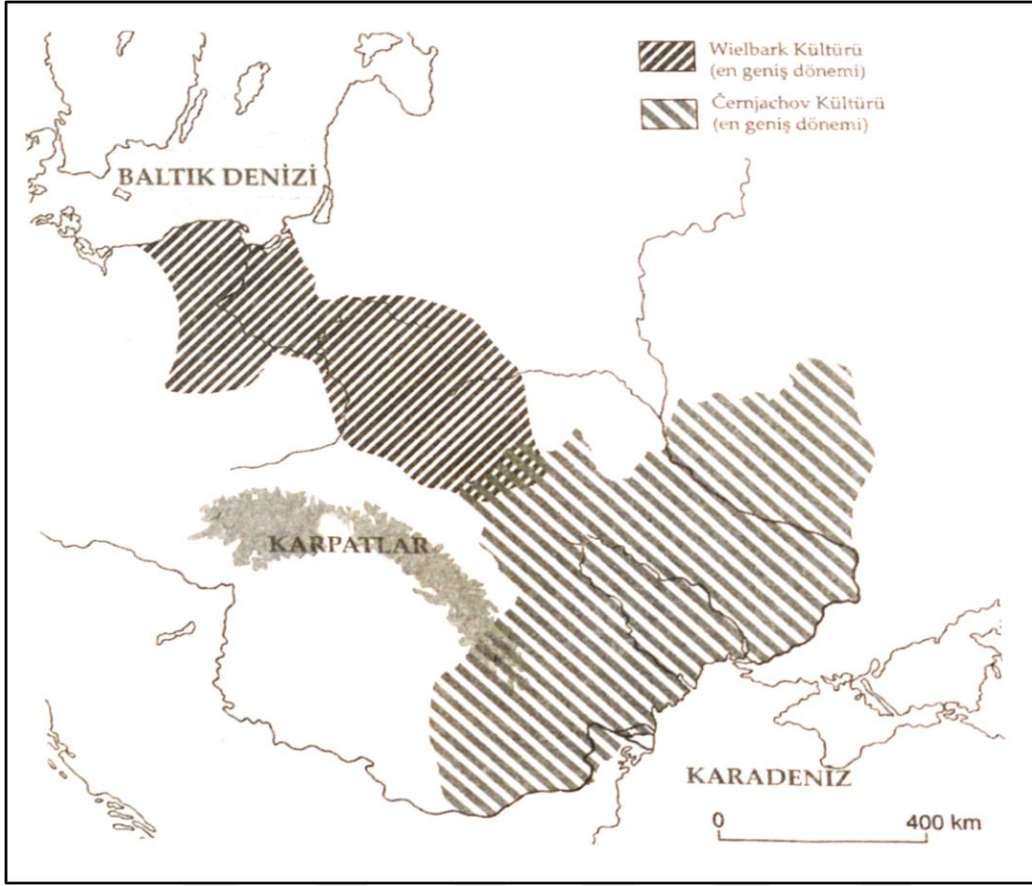 Wielbark Kültürü
(en geniş dönemi)
Černjachov Kültürü
(en geniş dönemi)
BALTIK DENİZİ
KARPATLAR
KARADENİZ
0 400 km